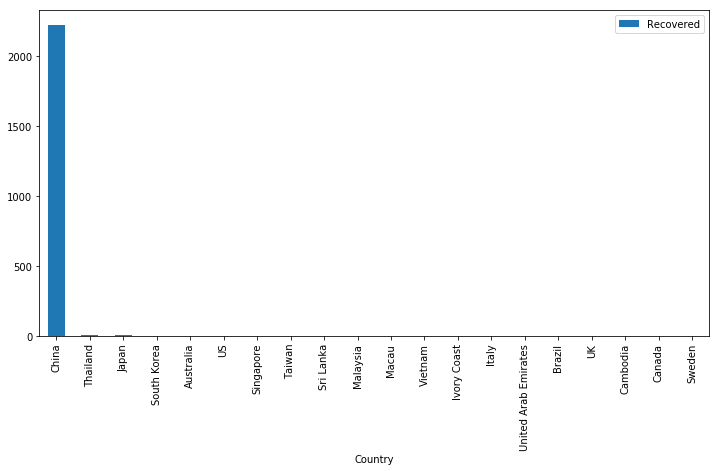 Recovered
2000
1500
1000
500
0
China
Thailand
Japan
South Korea
Australia
US
Singapore
Taiwan
Sri Lanka
Malaysia
Macau
Vietnam
Ivory Coast
Italy
United Arab Emirates
Brazil
UK
Cambodia
Canada
Sweden
Country